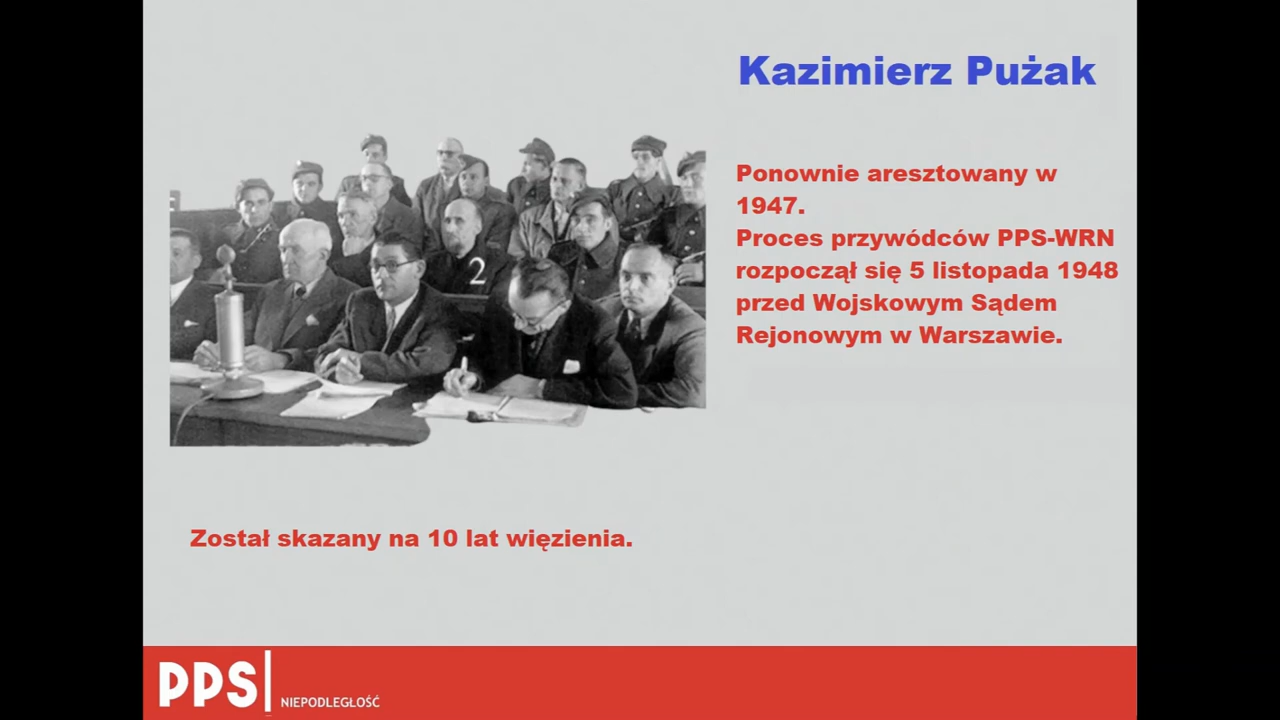 Kazimierz Pużak
Ponownie aresztowany w
1947.
Proces przywódców PPS-WRN
rozpoczął się 5 listopada 1948
przed Wojskowym Sądem
Rejonowym w Warszawie.
2
Został skazany na 10 lat więzienia.
PPS
NIEPODLEGŁOŚĆ